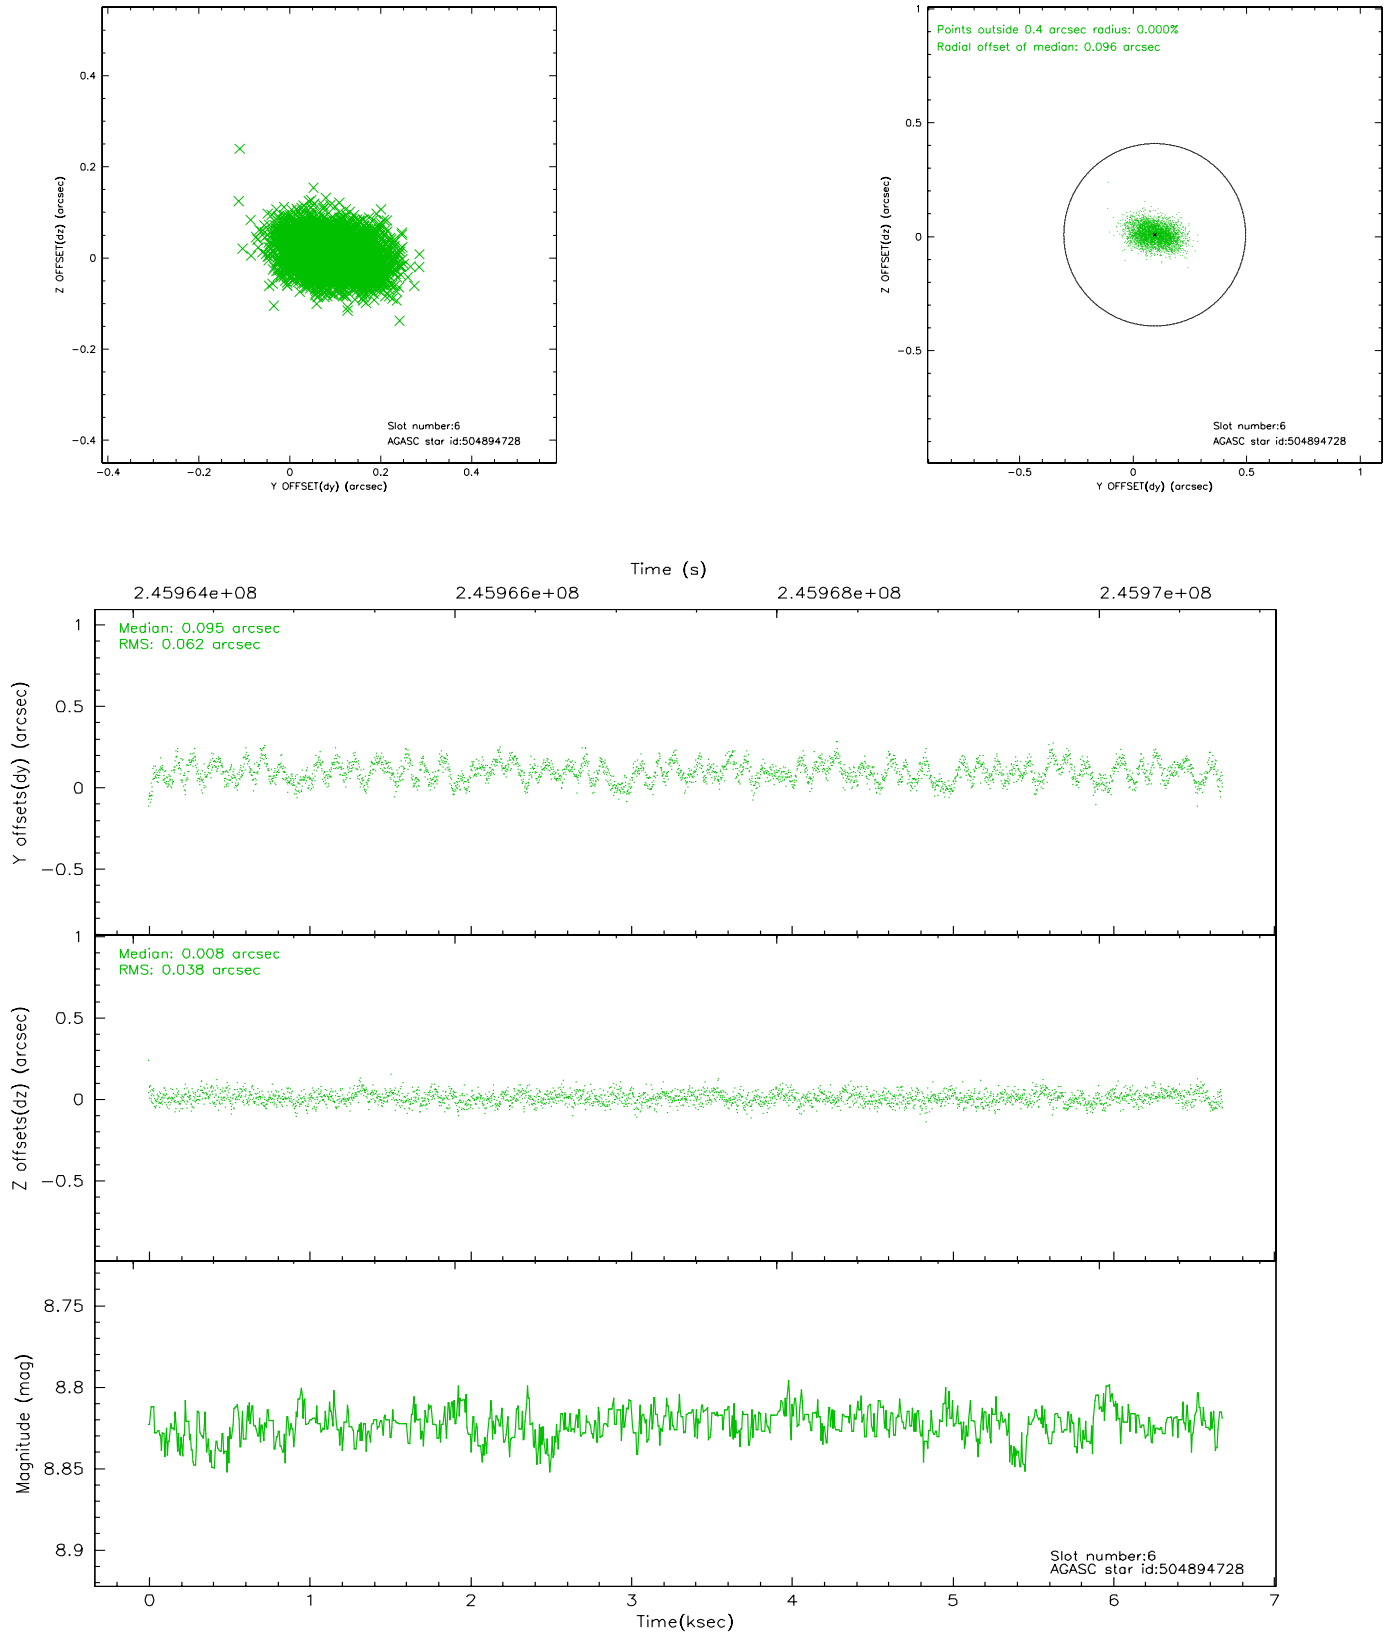 0.4
0.2
0
−0.2
−0.4
Z OFFSET(dz) (arcsec)
Slot number:6
AGASC star id:504894728
−0.4 −0.2 0 0.2 0.4
Y OFFSET(dy) (arcsec)
Points outside 0.4 arcsec radius: 0.000%
Radial offset of median: 0.096 arcsec
1
0.5
0
−0.5
Z OFFSET(dz) (arcsec)
Slot number:6
AGASC star id:504894728
−0.5 0 0.5 1
Y OFFSET(dy) (arcsec)
Time (s)
2.45964e+08 2.45966e+08 2.45968e+08 2.4597e+08
Median: 0.095 arcsec
RMS: 0.062 arcsec
1
0.5
0
−0.5
Y offsets(dy) (arcsec)
Median: 0.008 arcsec
RMS: 0.038 arcsec
1
0.5
0
−0.5
Z offsets(dz) (arcsec)
8.75
8.8
8.85
8.9
Magnitude (mag)
Slot number:6
AGASC star id:504894728
0 1 2 3 4 5 6 7
Time(ksec)